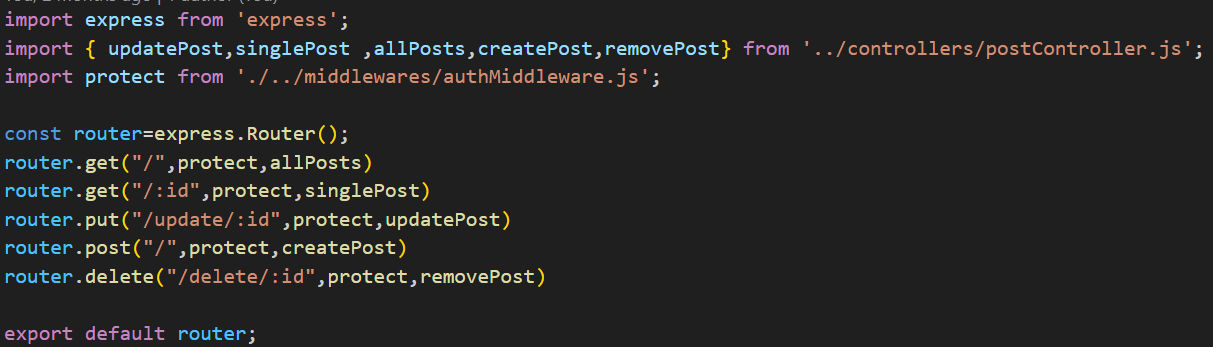 import express from 'express';
import { updatePost,singlePost ,allPosts,createPost,removePost} from '../controllers/postController.js';
import protect from './../middlewares/authMiddleware.js';
const router=express.Router();
router.get("/",protect,allPosts)
router.get("/:id",protect,singlePost)
router.put("/update/:id",protect,updatePost)
router.post("/",protect,createPost)
router.delete("/delete/:id",protect,removePost)
export default router;